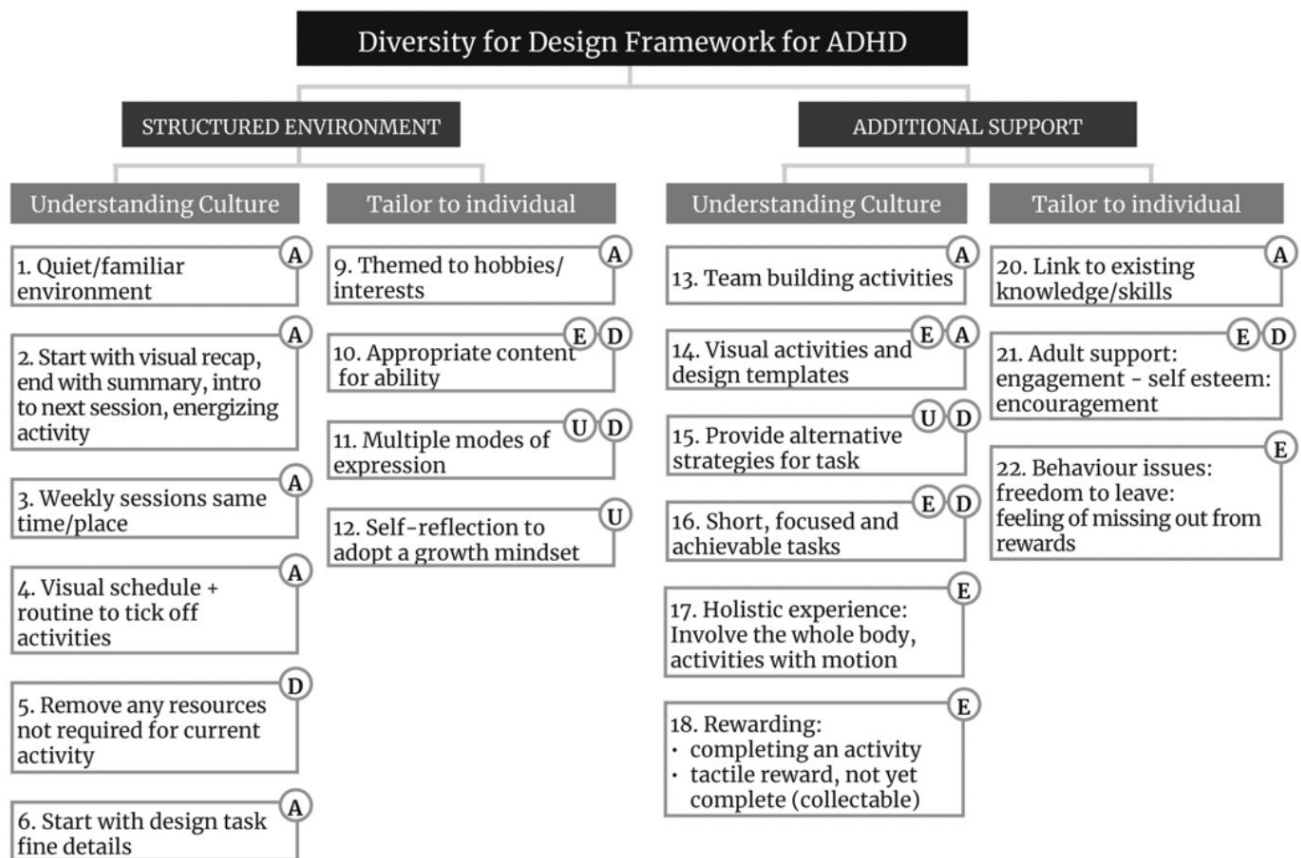 Diversity for Design Framework for ADHD
STRUCTURED ENVIRONMENT
ADDITIONAL SUPPORT
Understanding Culture
Tailor to individual
Understanding Culture
Tailor to individual
A
1. Quiet/familiar
environment
A
2. Start with visual recap,
end with summary, intro
to next session, energizing
activity
A
3. Weekly sessions same
time/place
A
4. Visual schedule +
routine to tick off
activities
D
5. Remove any resources
not required for current
activity
A
6. Start with design task
fine details
A
9. Themed to hobbies/
interests
E D
10. Appropriate content
for ability
U D
11. Multiple modes of
expression
U
12. Self-reflection to
adopt a growth mindset
A
13. Team building activities
E A
14. Visual activities and
design templates
U D
15. Provide alternative
strategies for task
E D
16. Short, focused and
achievable tasks
E
17. Holistic experience:
Involve the whole body,
activities with motion
E
18. Rewarding:
· completing an activity
· tactile reward, not yet
complete (collectable)
A
20. Link to existing
knowledge/skills
E D
21. Adult support:
engagement - self esteem:
encouragement
E
22. Behaviour issues:
freedom to leave:
feeling of missing out from
rewards